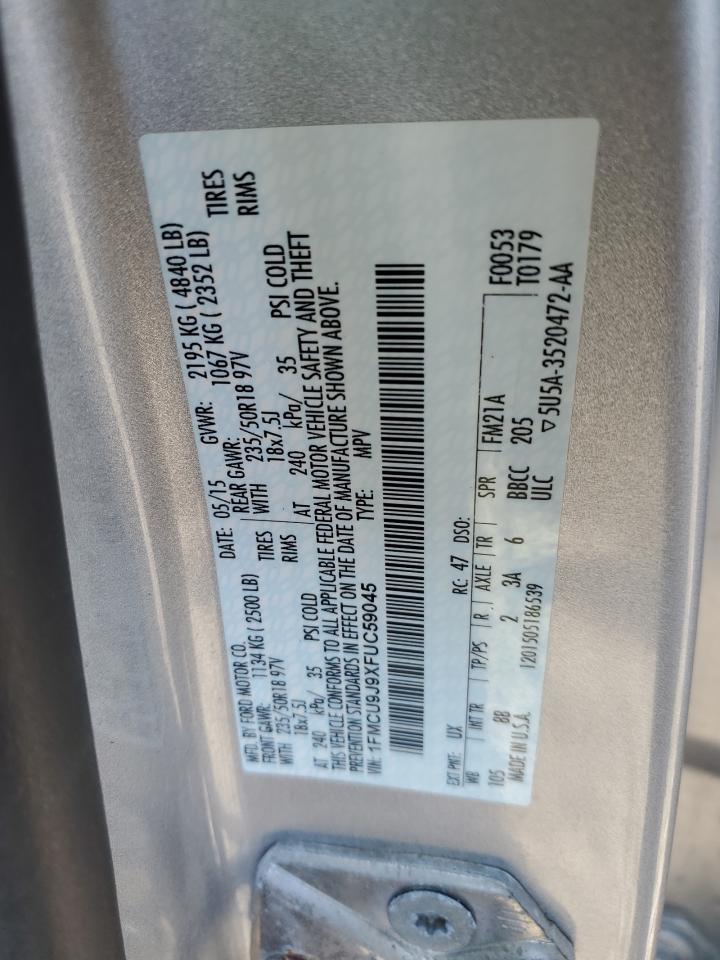 MFD. BY FORD MOTOR CO.
DATE: 05/15 GVWR: 2195 KG ( 4840 LB)
FRONT GAWR: 1134 KG ( 2500 LB)
REAR GAWR: 1067 KG ( 2352 LB)
WITH 235/50R18 97V TIRES
WITH 235/50R18 97V TIRES
18x7.5J RIMS
18x7.5J RIMS
AT 240 kPa/ 35 PSI COLD
AT 240 kPa/ 35 PSI COLD
THIS VEHICLE CONFORMS TO ALL APPLICABLE FEDERAL MOTOR VEHICLE SAFETY AND THEFT
PREVENTION STANDARDS IN EFFECT ON THE DATE OF MANUFACTURE SHOWN ABOVE.
VIN: 1FMCU9J9XFUC59045 TYPE: MPV
EXT PNT: UX RC: 47 DSO: F0053
WB INT TR TP/PS R. AXLE TR SPR FM21A T0179
105 8B 2 3A 6 BBCC 205
MADE IN U.S.A. 1201505186539 ULC ▽5U5A-3520472-AA